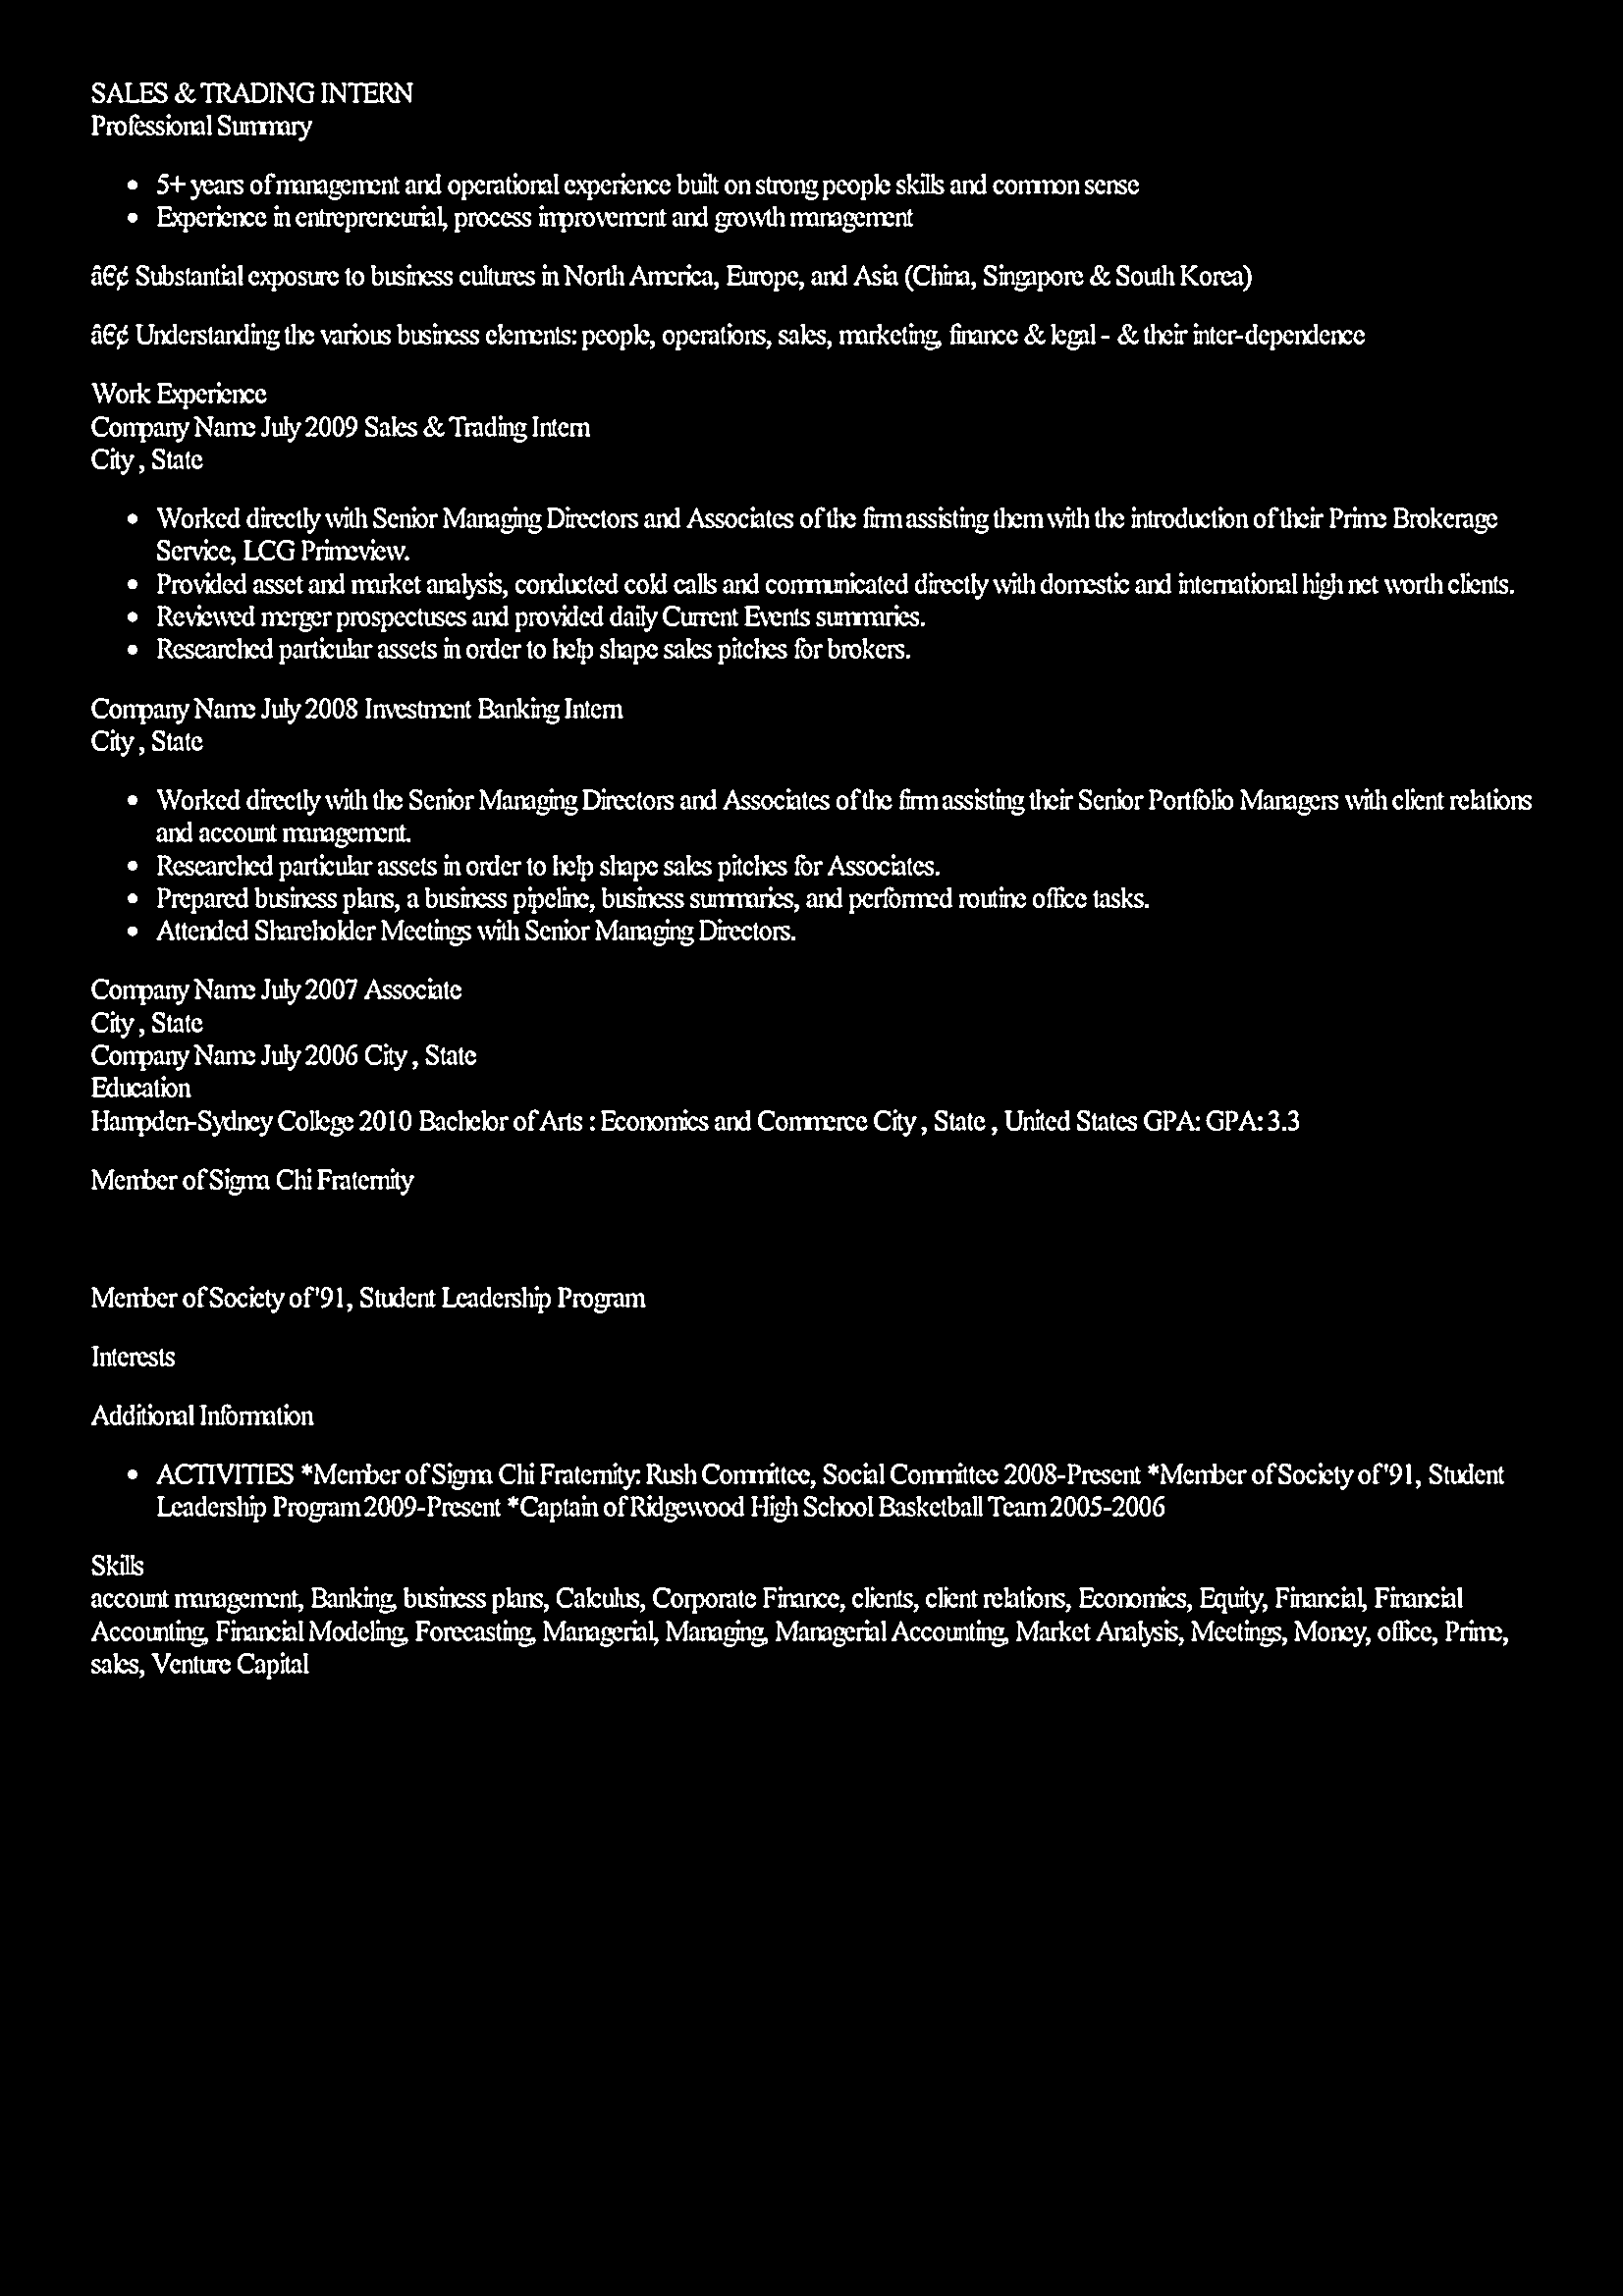 SALES & TRADING INTERN
Professional Summary
• 5+ years of management and operational experience built on strong people skills and common sense
• Experience in entrepreneurial, process improvement and growth management
â€¢ Substantial exposure to business cultures in North America, Europe, and Asia (China, Singapore & South Korea)
â€¢ Understanding the various business elements: people, operations, sales, marketing, finance & legal - & their inter-dependence
Work Experience
Company Name July 2009 Sales & Trading Intern
City , State
• Worked directly with Senior Managing Directors and Associates of the firm assisting them with the introduction of their Prime Brokerage
Service, LCG Primeview.
• Provided asset and market analysis, conducted cold calls and communicated directly with domestic and international high net worth clients.
• Reviewed merger prospectuses and provided daily Current Events summaries.
• Researched particular assets in order to help shape sales pitches for brokers.
Company Name July 2008 Investment Banking Intern
City , State
• Worked directly with the Senior Managing Directors and Associates of the firm assisting their Senior Portfolio Managers with client relations
and account management.
• Researched particular assets in order to help shape sales pitches for Associates.
• Prepared business plans, a business pipeline, business summaries, and performed routine office tasks.
• Attended Shareholder Meetings with Senior Managing Directors.
Company Name July 2007 Associate
City , State
Company Name July 2006 City , State
Education
Hampden-Sydney College 2010 Bachelor of Arts : Economics and Commerce City , State , United States GPA: GPA: 3.3
Member of Sigma Chi Fraternity
Member of Society of '91, Student Leadership Program
Interests
Additional Information
• ACTIVITIES *Member of Sigma Chi Fraternity: Rush Committee, Social Committee 2008-Present *Member of Society of '91, Student
Leadership Program 2009-Present *Captain of Ridgewood High School Basketball Team 2005-2006
Skills
account management, Banking, business plans, Calculus, Corporate Finance, clients, client relations, Economics, Equity, Financial, Financial
Accounting, Financial Modeling, Forecasting, Managerial, Managing, Managerial Accounting, Market Analysis, Meetings, Money, office, Prime,
sales, Venture Capital